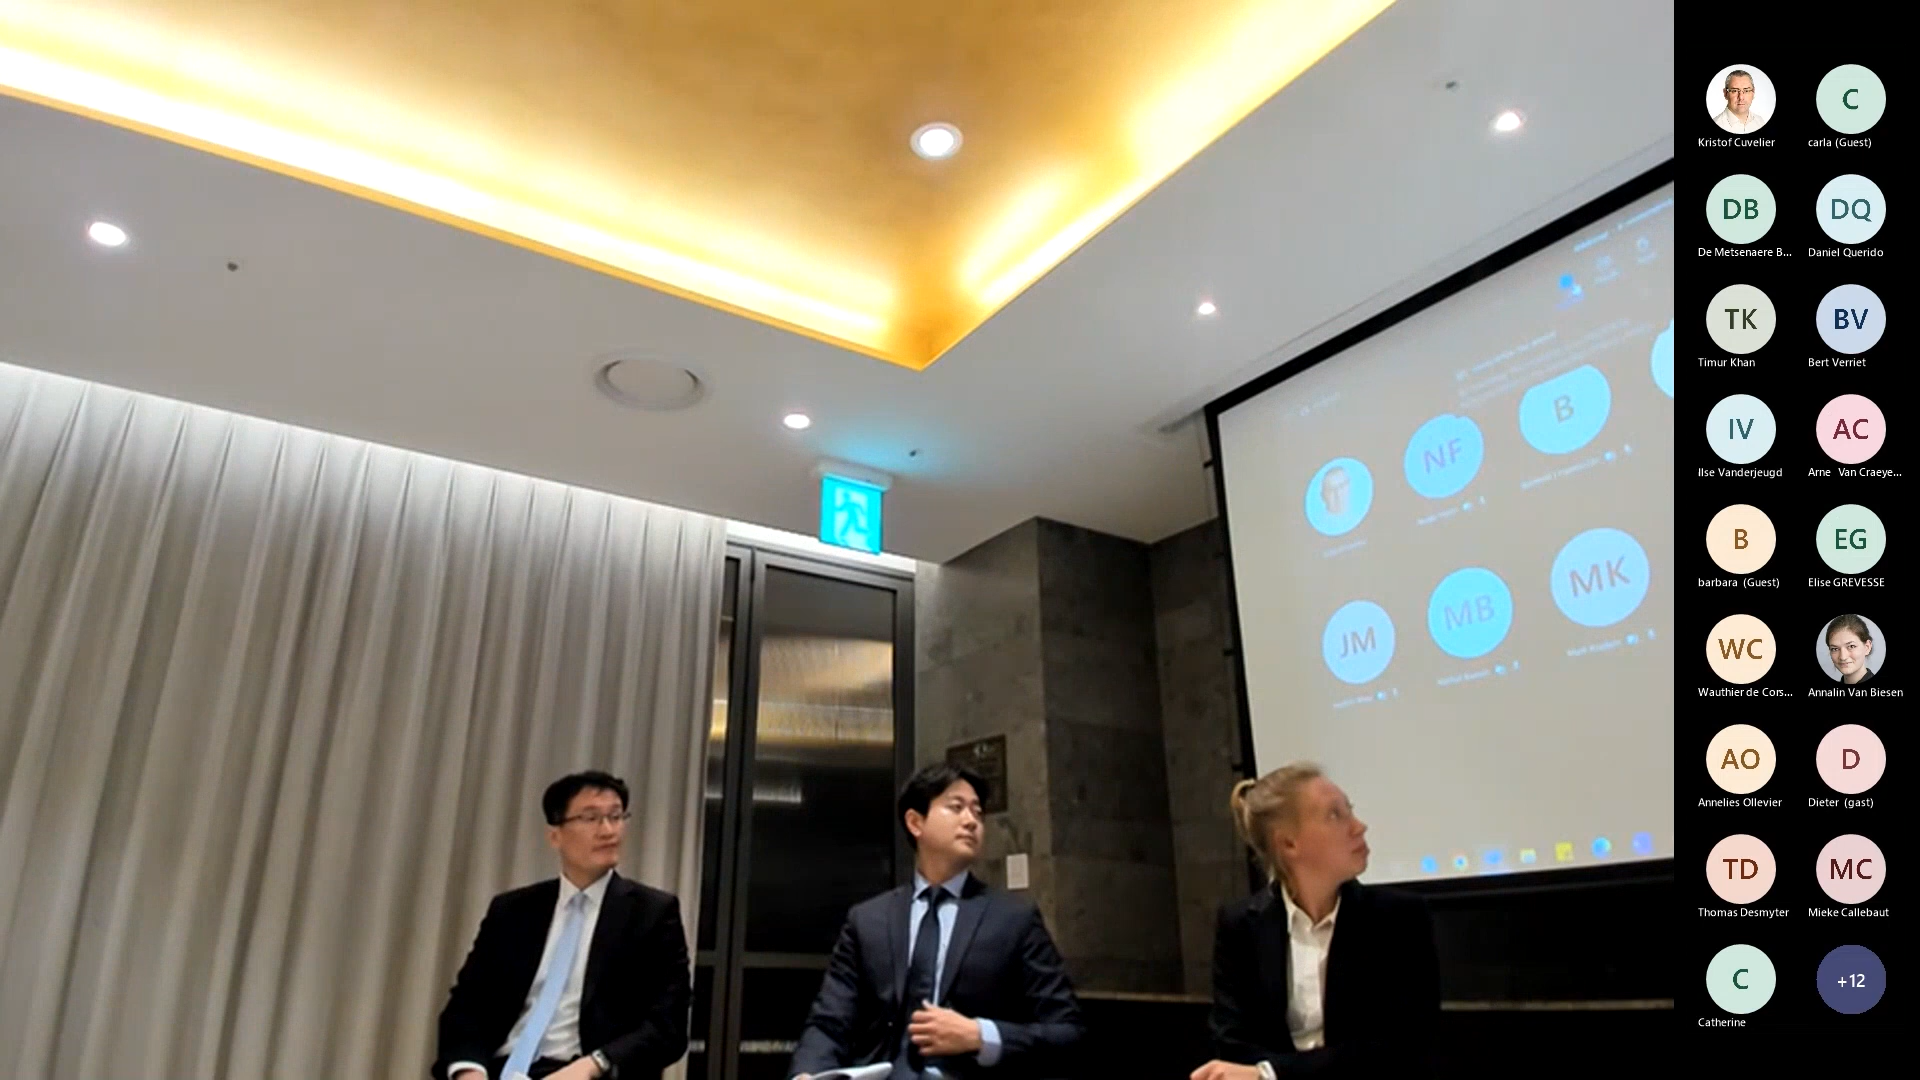 Kristof Cuvelier
C
carla (Guest)
DB
De Metsenaere B...
DQ
Daniel Querido
TK
Timur Khan
BV
Bert Verriet
IV
Ilse Vanderjeugd
AC
Arne Van Craeye...
B
barbara (Guest)
EG
Elise GREVESSE
WC
Wauthier de Cors...
Annalin Van Biesen
AO
Annelies Ollevier
D
Dieter (gast)
TD
Thomas Desmyter
MC
Mieke Callebaut
C
Catherine
+12
NF
B
JM
MB
MK